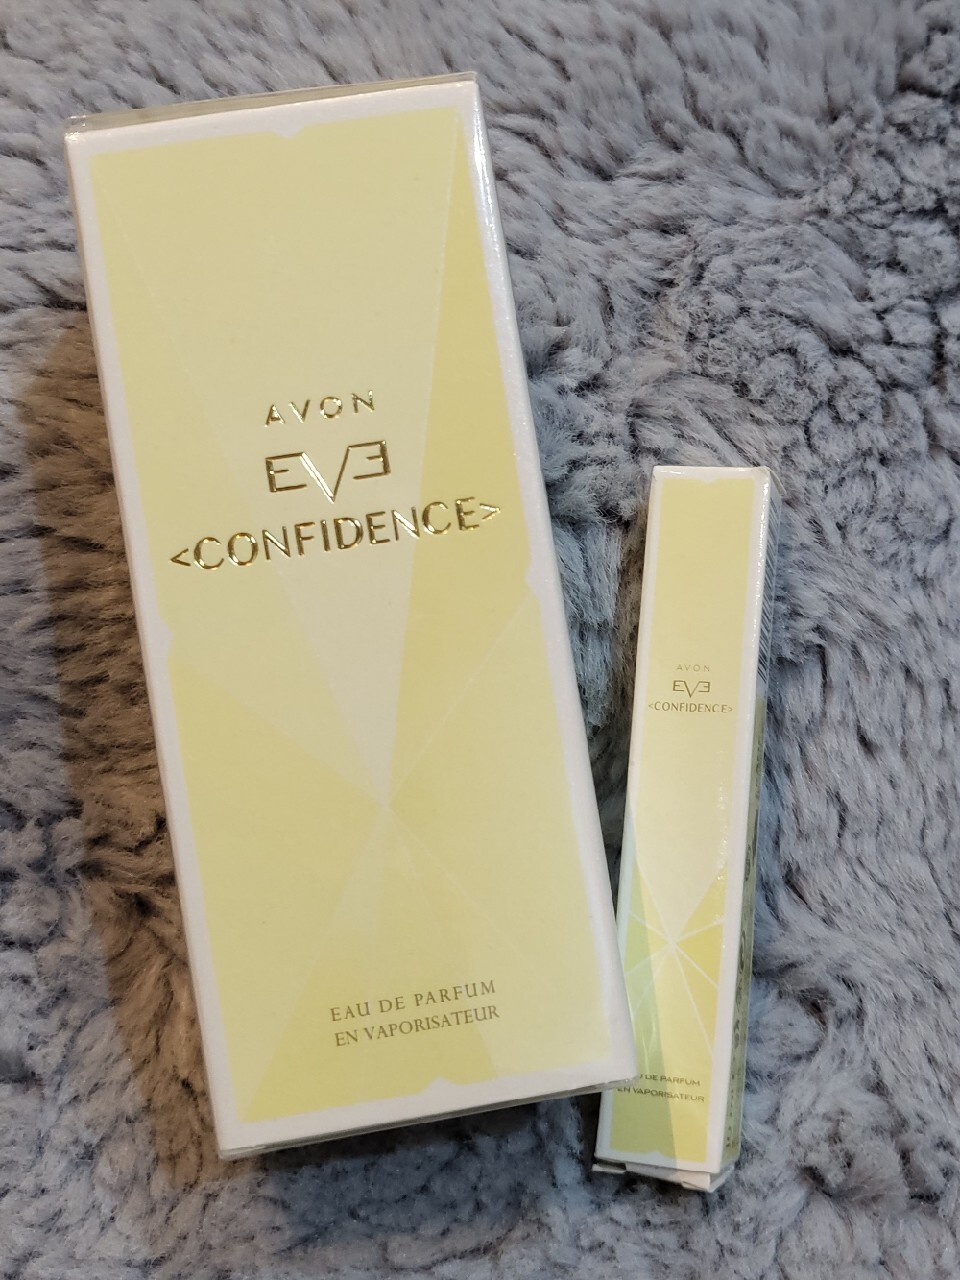 AVON
EVE
<CONFIDENCE>
EAU DE PARFUM
EN VAPORISATEUR
AVON
EVE
<CONFIDENCE>
DE PARFUM
EN VAPORISATEUR